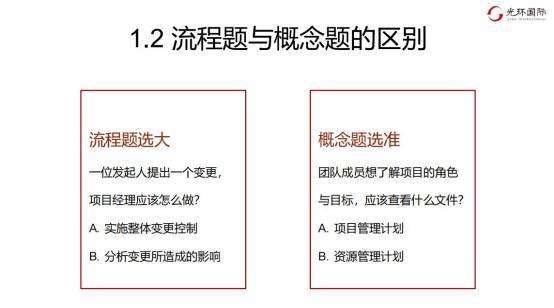 光环国际
1.2 流程题与概念题的区别
流程题选大
一位发起人提出一个变更，
项目经理应该怎么做？
A. 实施整体变更控制
B. 分析变更所造成的影响
概念题选准
团队成员想了解项目的角色
与目标，应该查看什么文件？
A. 项目管理计划
B. 资源管理计划